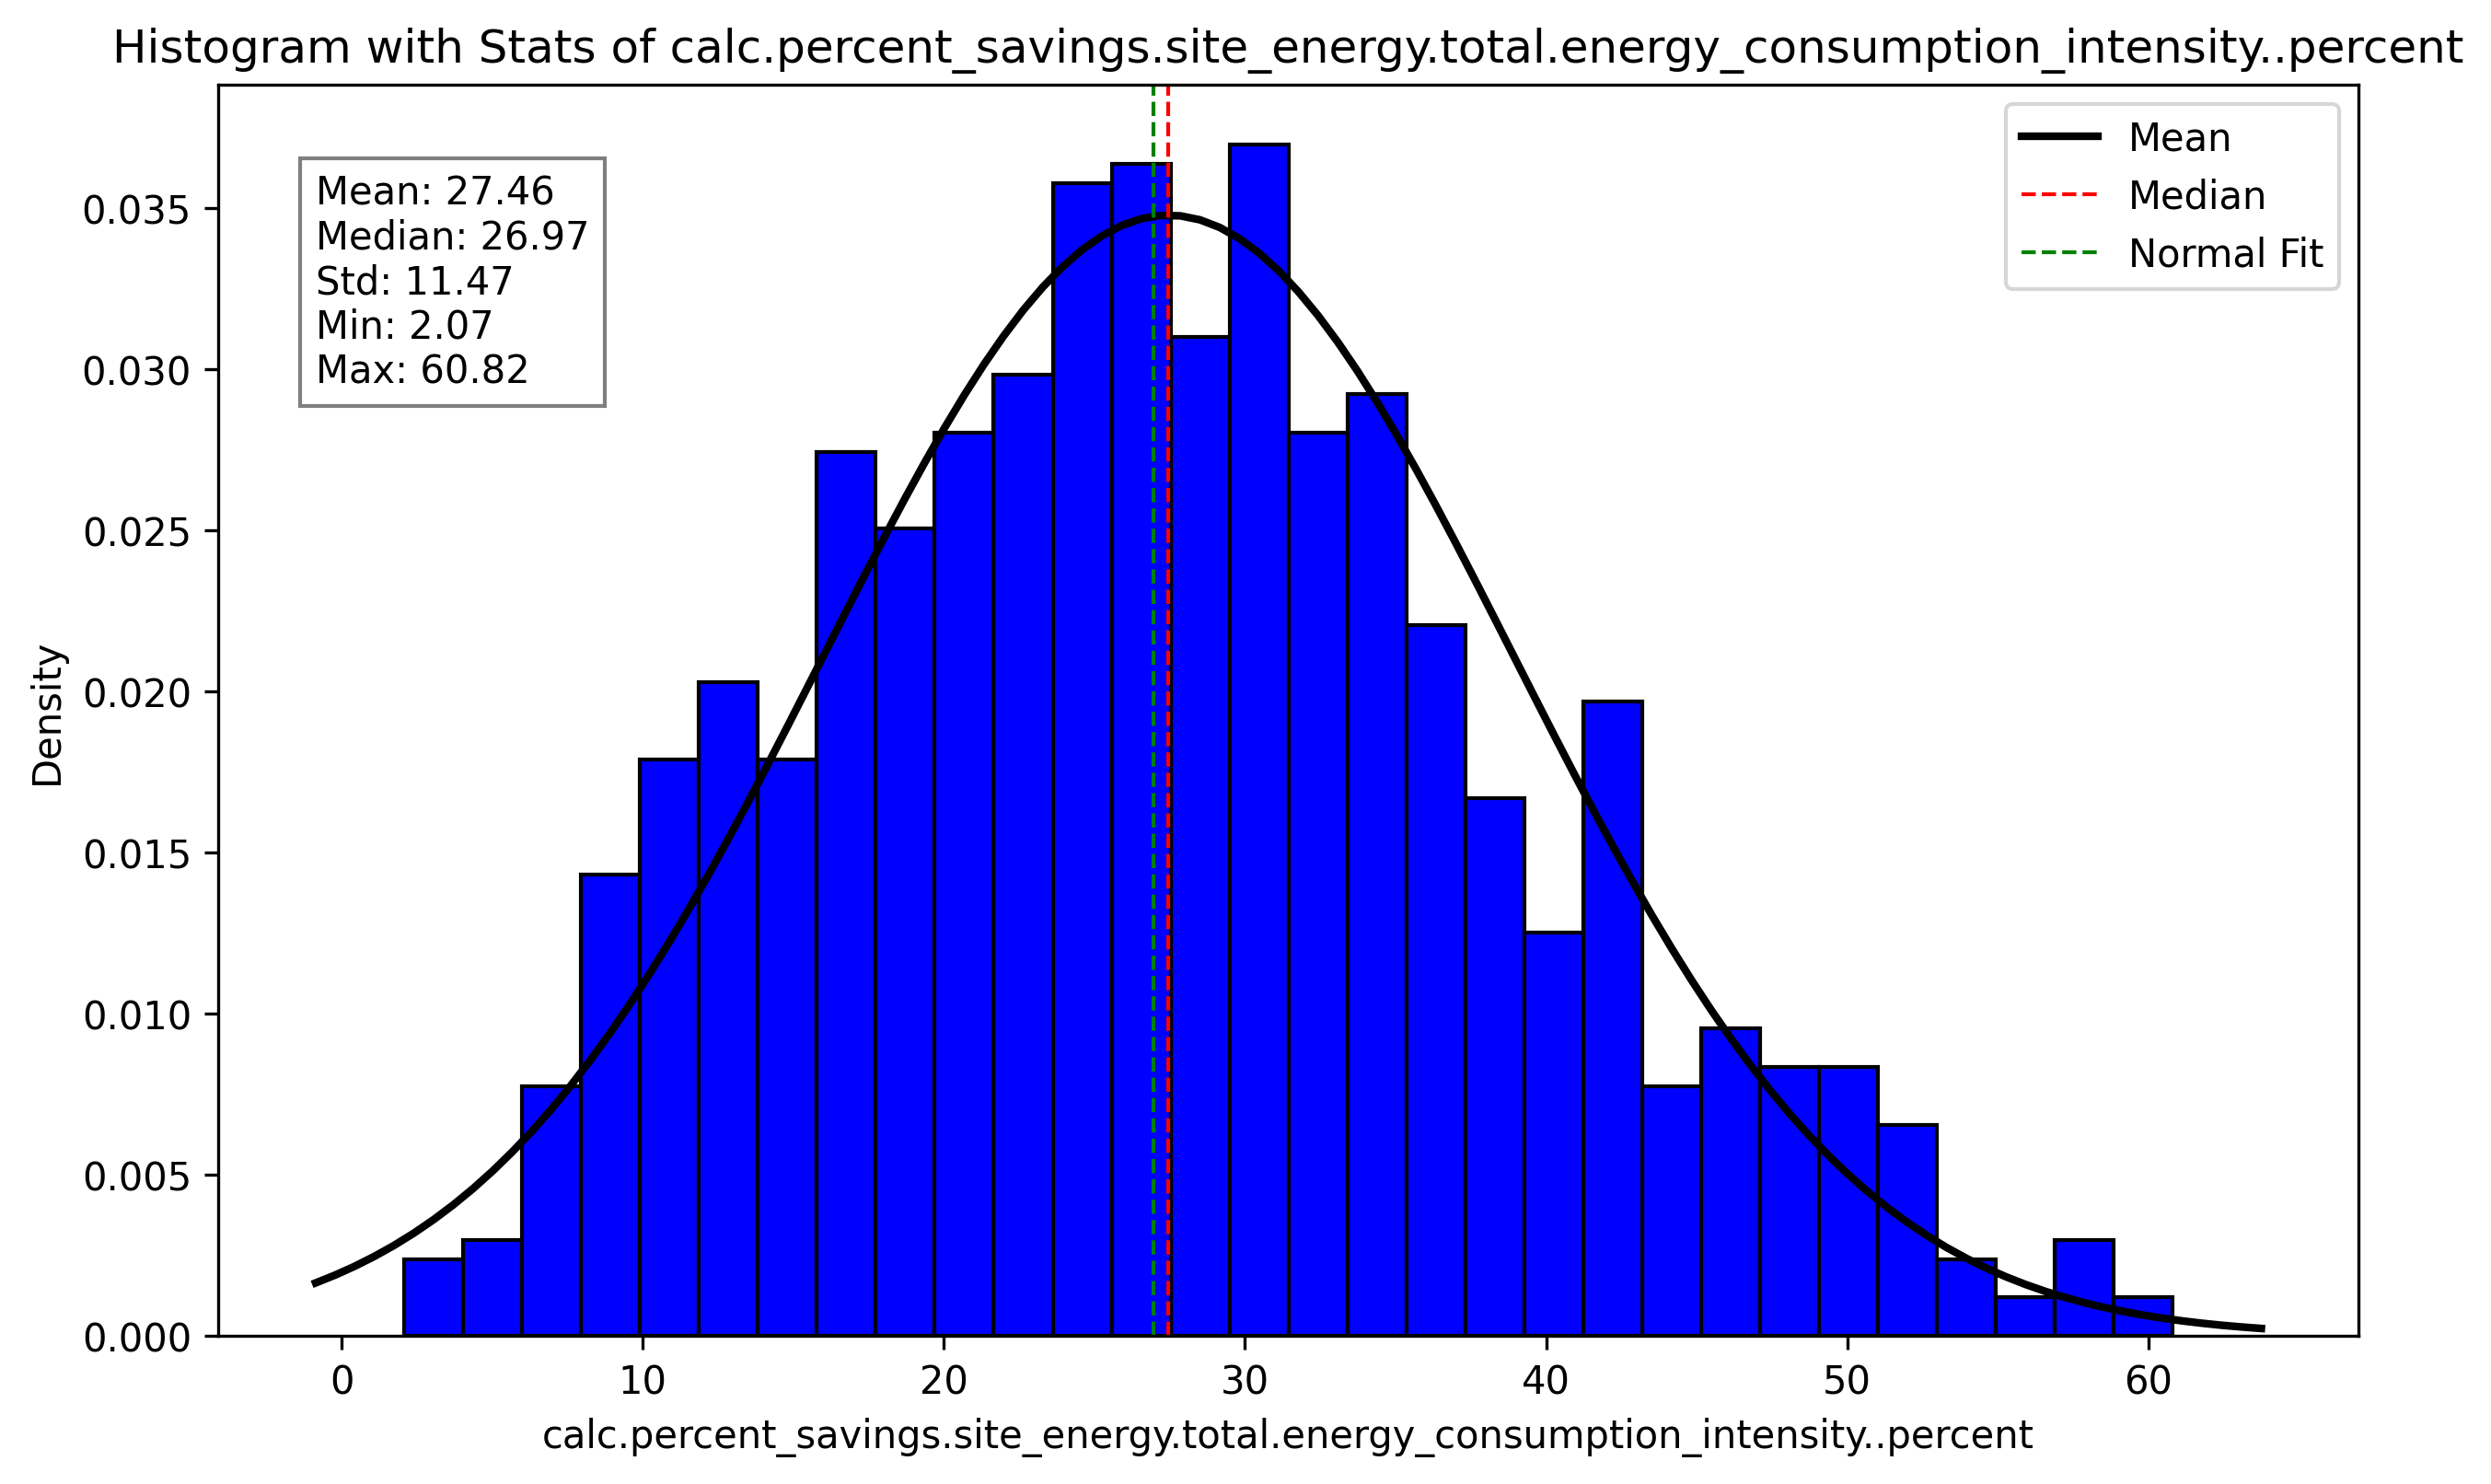 Histogram with Stats of calc.percent_savings.site_energy.total.energy_consumption_intensity..percent
Mean: 27.46
Median: 26.97
Std: 11.47
Min: 2.07
Max: 60.82
Mean
Median
Normal Fit
Density
0.035
0.030
0.025
0.020
0.015
0.010
0.005
0.000
0
10
20
30
40
50
60
calc.percent_savings.site_energy.total.energy_consumption_intensity..percent